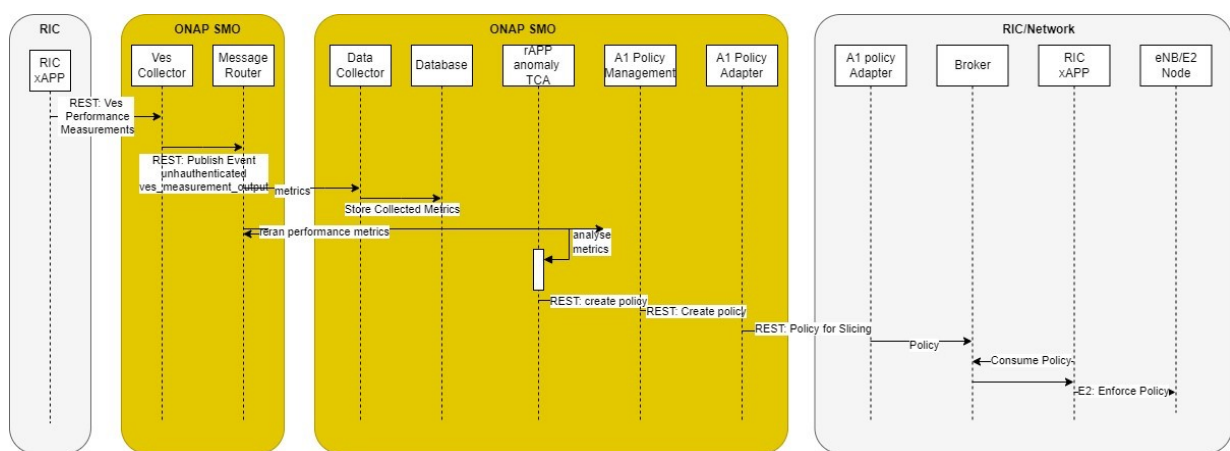 RIC
ONAP SMO
ONAP SMO
RIC/Network
RIC
xAPP
Ves
Collector
Message
Router
Data
Collector
Database
rAPP
anomaly
TCA
A1 Policy
Management
A1 Policy
Adapter
A1 policy
Adapter
Broker
RIC
xAPP
eNB/E2
Node
REST: Ves
Performance
Measurements
REST: Publish Event
unhauthenticated
ves_measurement_output
metrics
Store Collected Metrics
reran performance metrics
analyse
metrics
REST: create policy
REST: Create policy
REST: Policy for Slicing
Policy
Consume Policy
E2: Enforce Policy